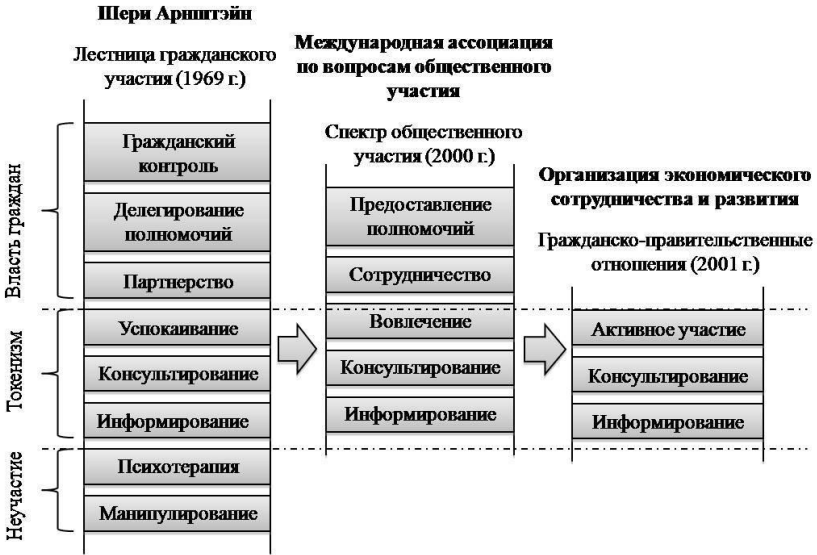 Шери Арнштэйн
Лестница гражданского
участия (1969 г.)
Власть граждан
Гражданский
контроль
Делегирование
полномочий
Партнерство
Токенизм
Успокаивание
Консультирование
Информирование
Неучастие
Психотерапия
Манипулирование
Международная ассоциация
по вопросам общественного
участия
Спектр общественного
участия (2000 г.)
Предоставление
полномочий
Сотрудничество
Вовлечение
Консультирование
Информирование
Организация экономического
сотрудничества и развития
Гражданско-правительственные
отношения (2001 г.)
Активное участие
Консультирование
Информирование